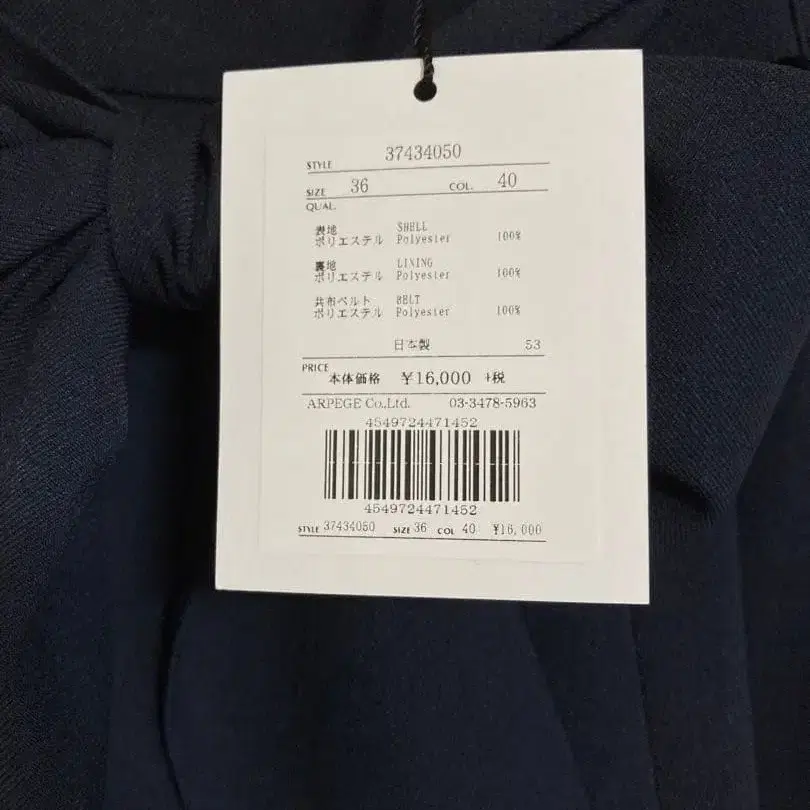 STYLE 37434050
SIZE 36 COL. 40
QUAL.
表地 SHELL
ポリエステル Polyester 100%
裏地 LINING
ポリエステル Polyester 100%
共布ベルト BELT
ポリエステル Polyester 100%
日本製 53
PRICE
本体価格 ¥16,000 +税
ARPEGE Co.,Ltd. 03-3478-5963
4549724471452
4549724471452
STYLE 37434050 SIZE 36 COL 40 ¥16,000